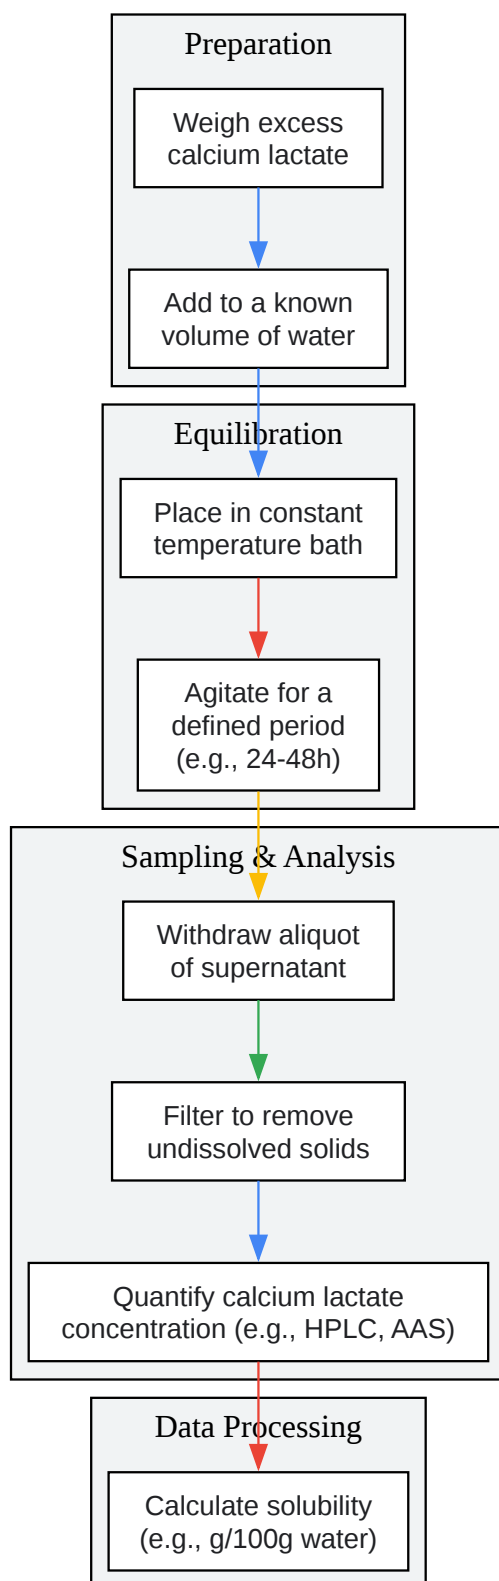 Preparation
Weigh excess
calcium lactate
Add to a known
volume of water
Equilibration
Place in constant
temperature bath
Agitate for a
defined period
(e.g., 24-48h)
Sampling & Analysis
Withdraw aliquot
of supernatant
Filter to remove
undissolved solids
Quantify calcium lactate
concentration (e.g., HPLC, AAS)
Data Processing
Calculate solubility
(e.g., g/100g water)